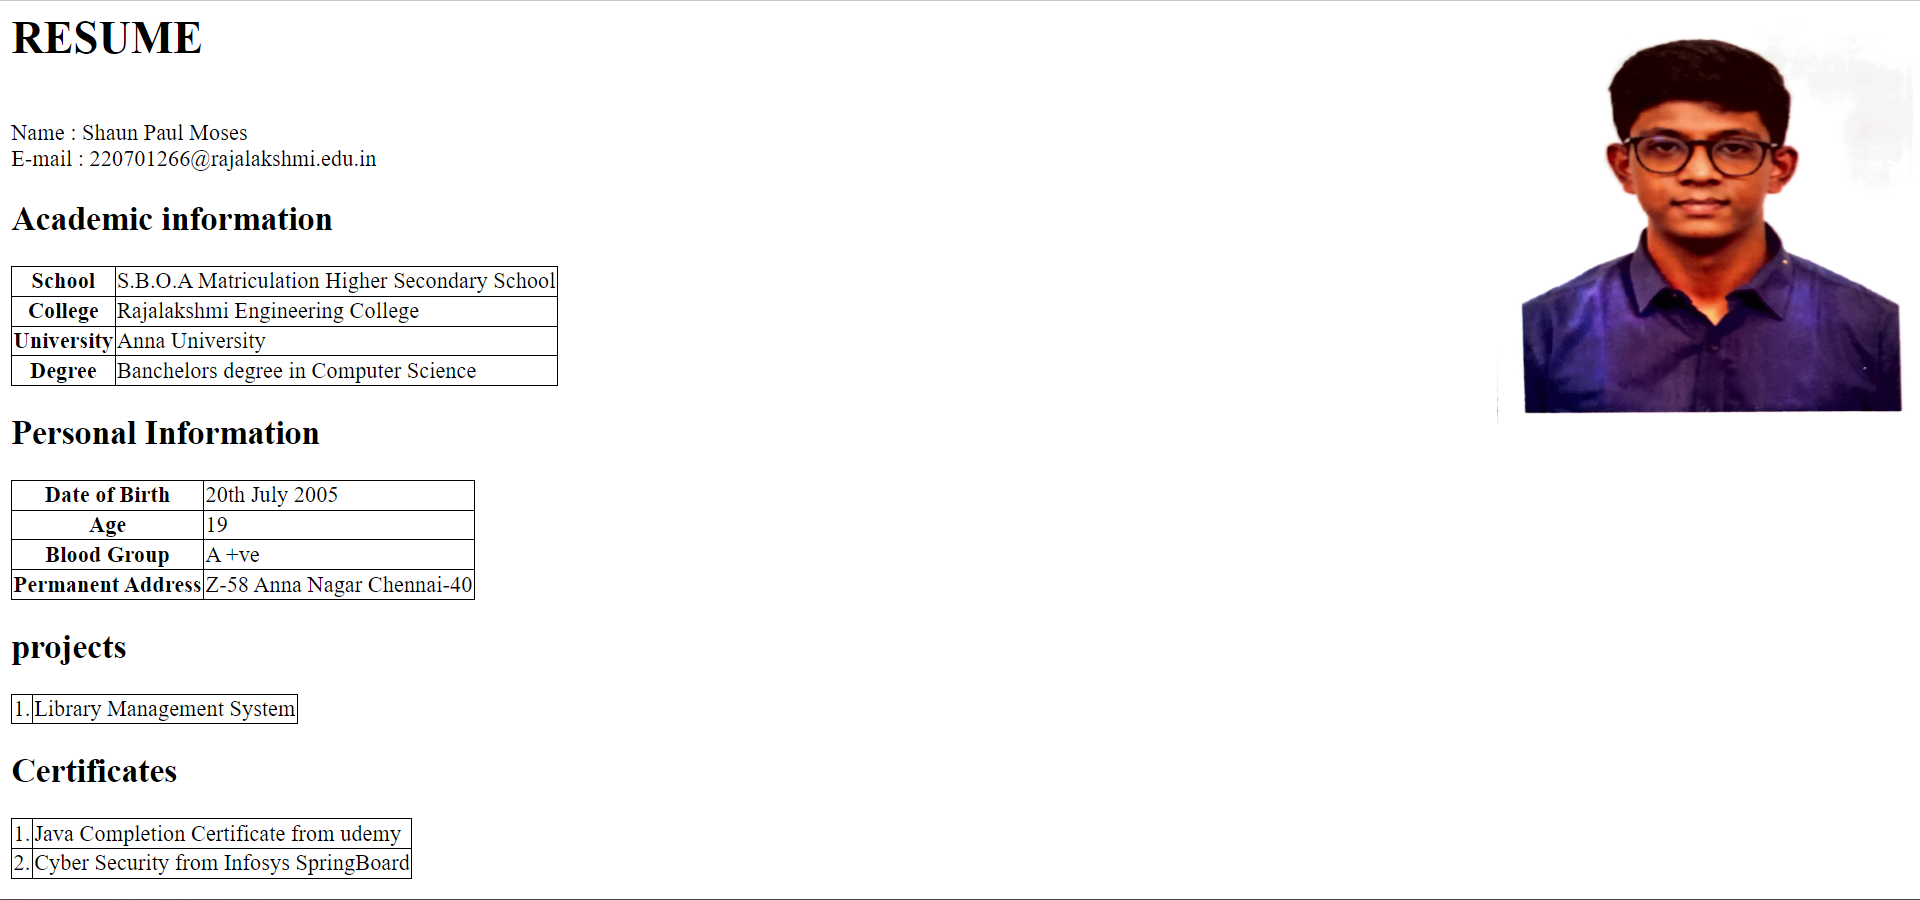 RESUME
Name : Shaun Paul Moses
E-mail : 220701266@rajalakshmi.edu.in
Academic information
School S.B.O.A Matriculation Higher Secondary School
College Rajalakshmi Engineering College
University Anna University
Degree Banchelors degree in Computer Science
Personal Information
Date of Birth 20th July 2005
Age 19
Blood Group A +ve
Permanent Address Z-58 Anna Nagar Chennai-40
projects
1. Library Management System
Certificates
1. Java Completion Certificate from udemy
2. Cyber Security from Infosys SpringBoard